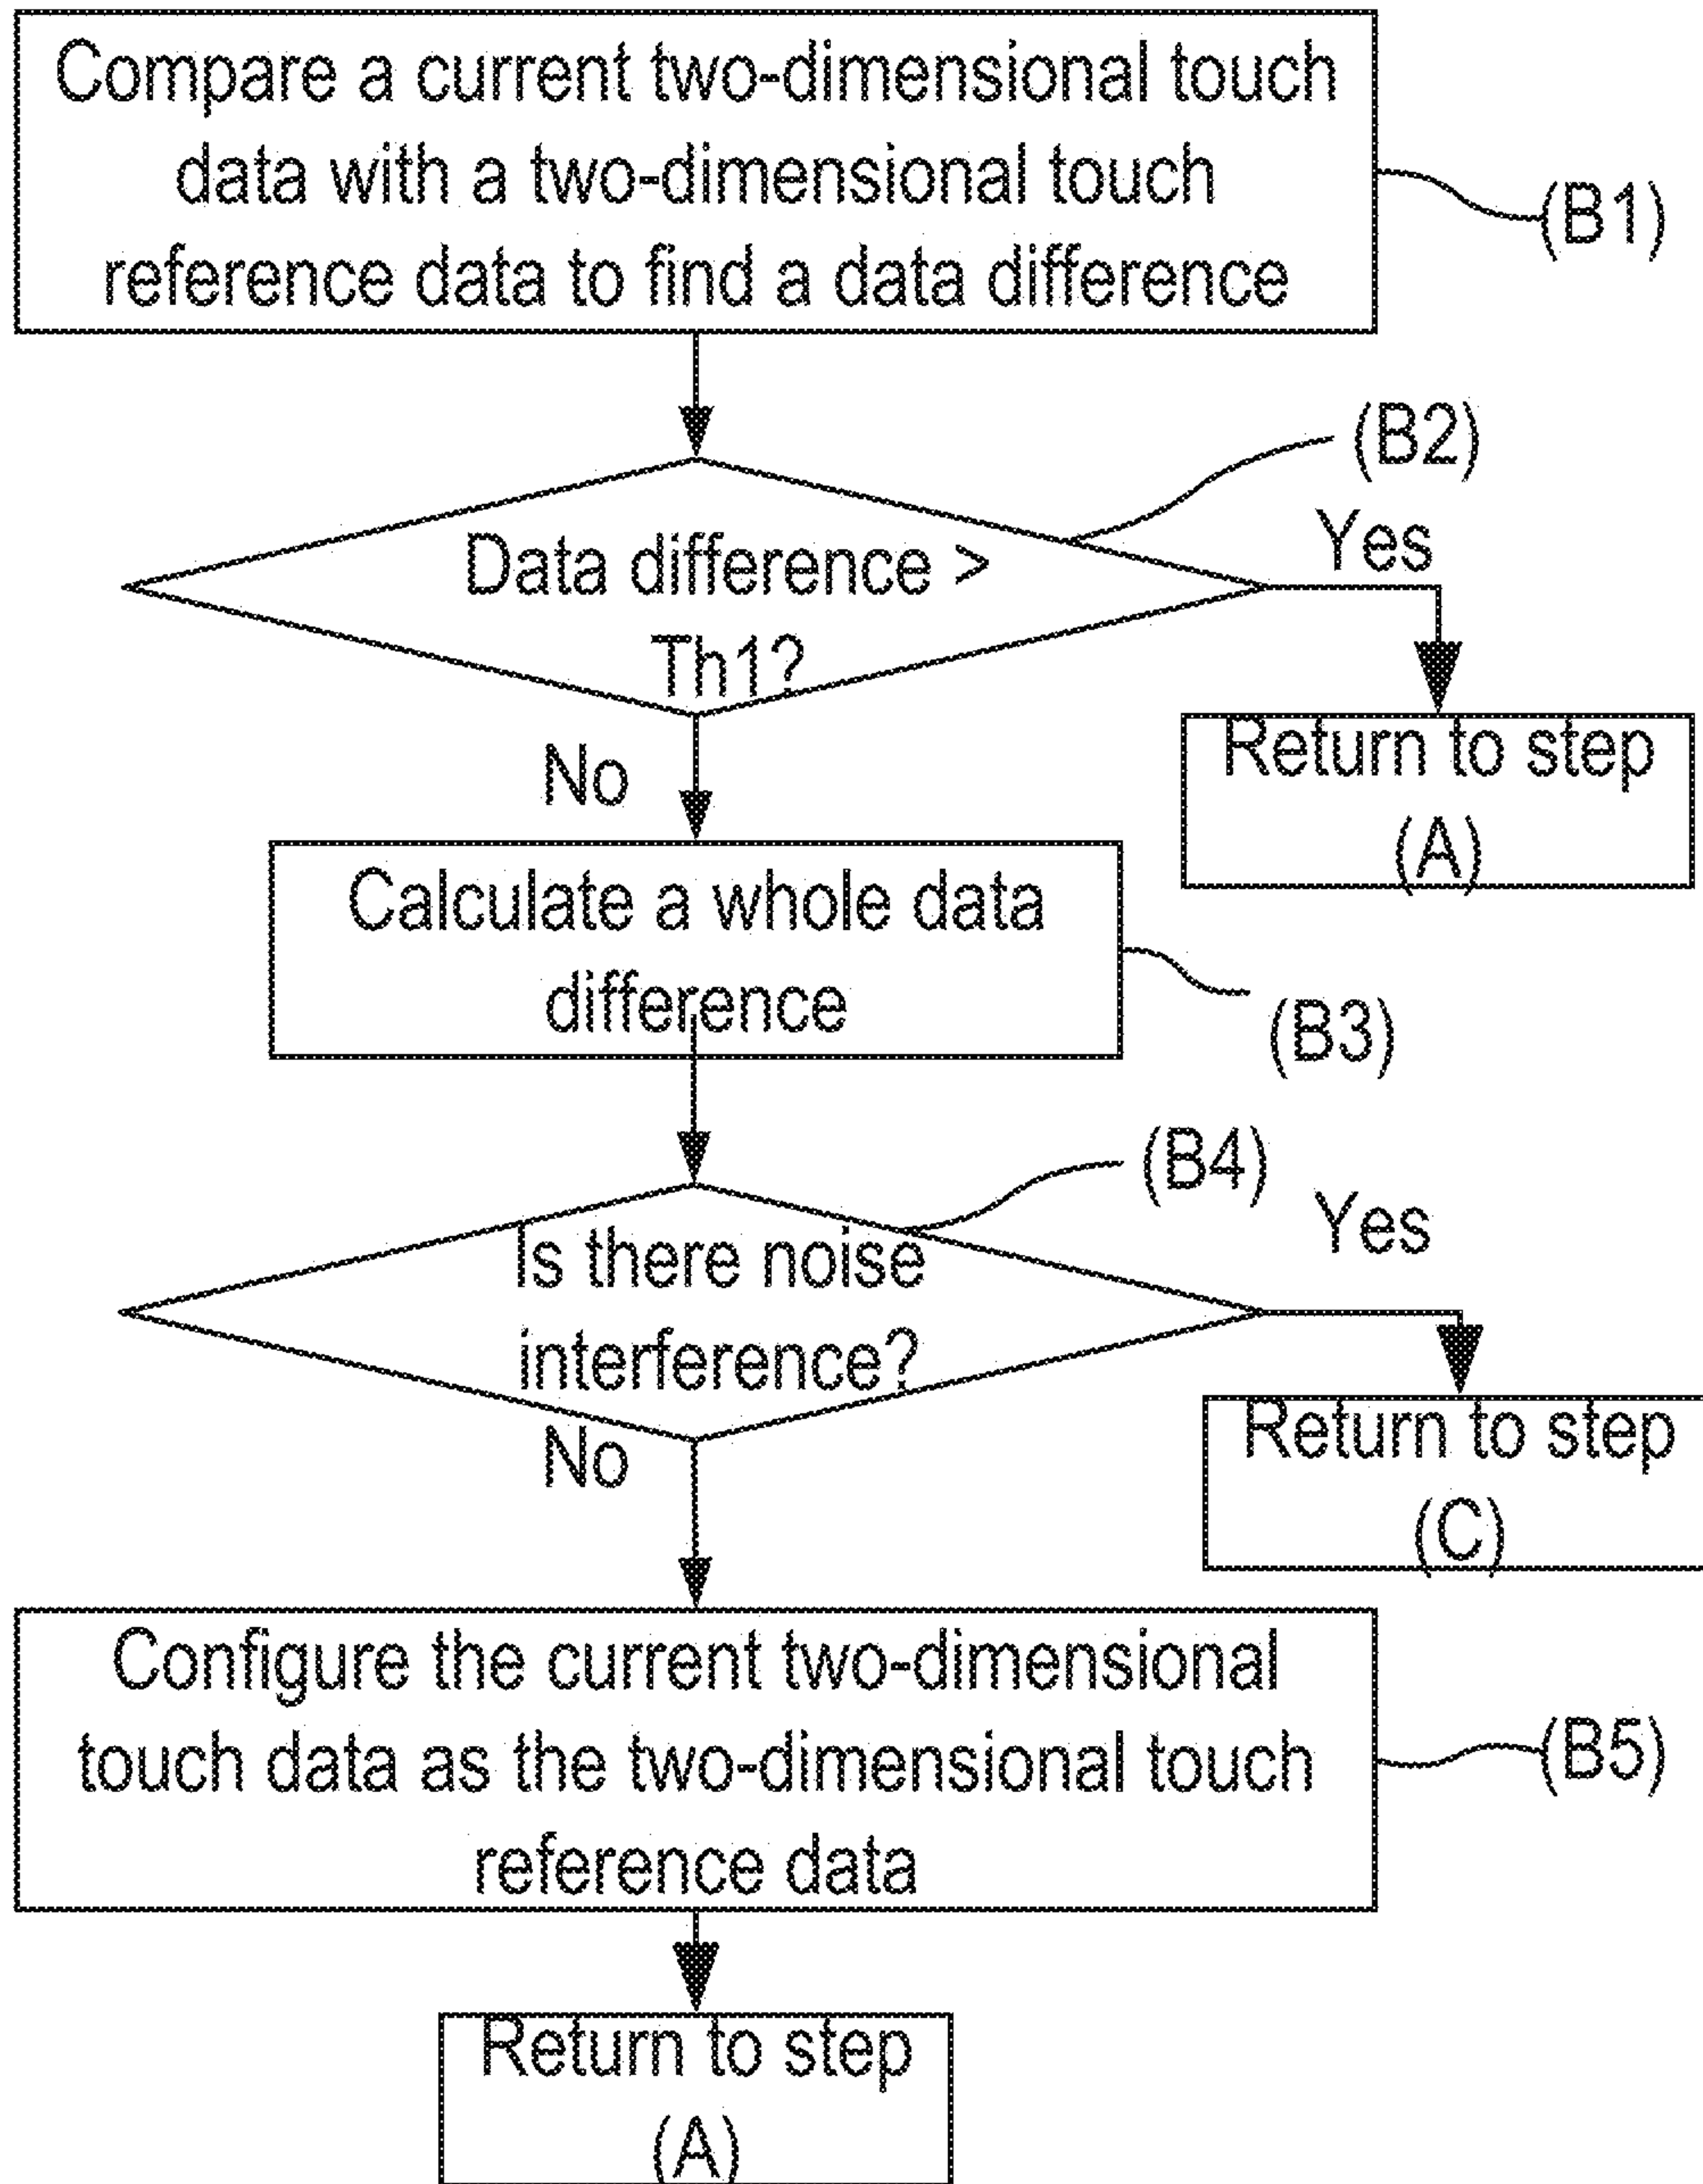 Compare a current two-dimensional touch
data with a two-dimensional touch
reference data to find a data difference
(B1)
(B2)
Data difference >
Th1?
Yes
Return to step
(A)
No
Calculate a whole data
difference
(B3)
(B4)
Is there noise
interference?
Yes
Return to step
(C)
No
Configure the current two-dimensional
touch data as the two-dimensional touch
reference data
(B5)
Return to step
(A)